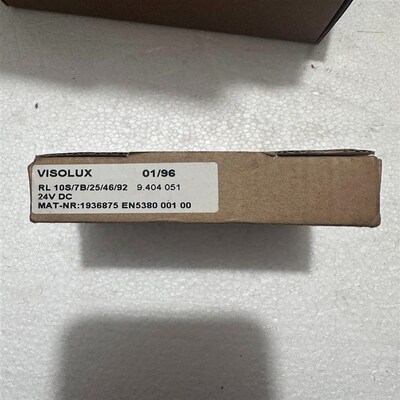 VISOLUX 01/96
RL 10S/7B/25/46/92 9.404 051
24V DC
MAT-NR:1936875 EN5380 001 00